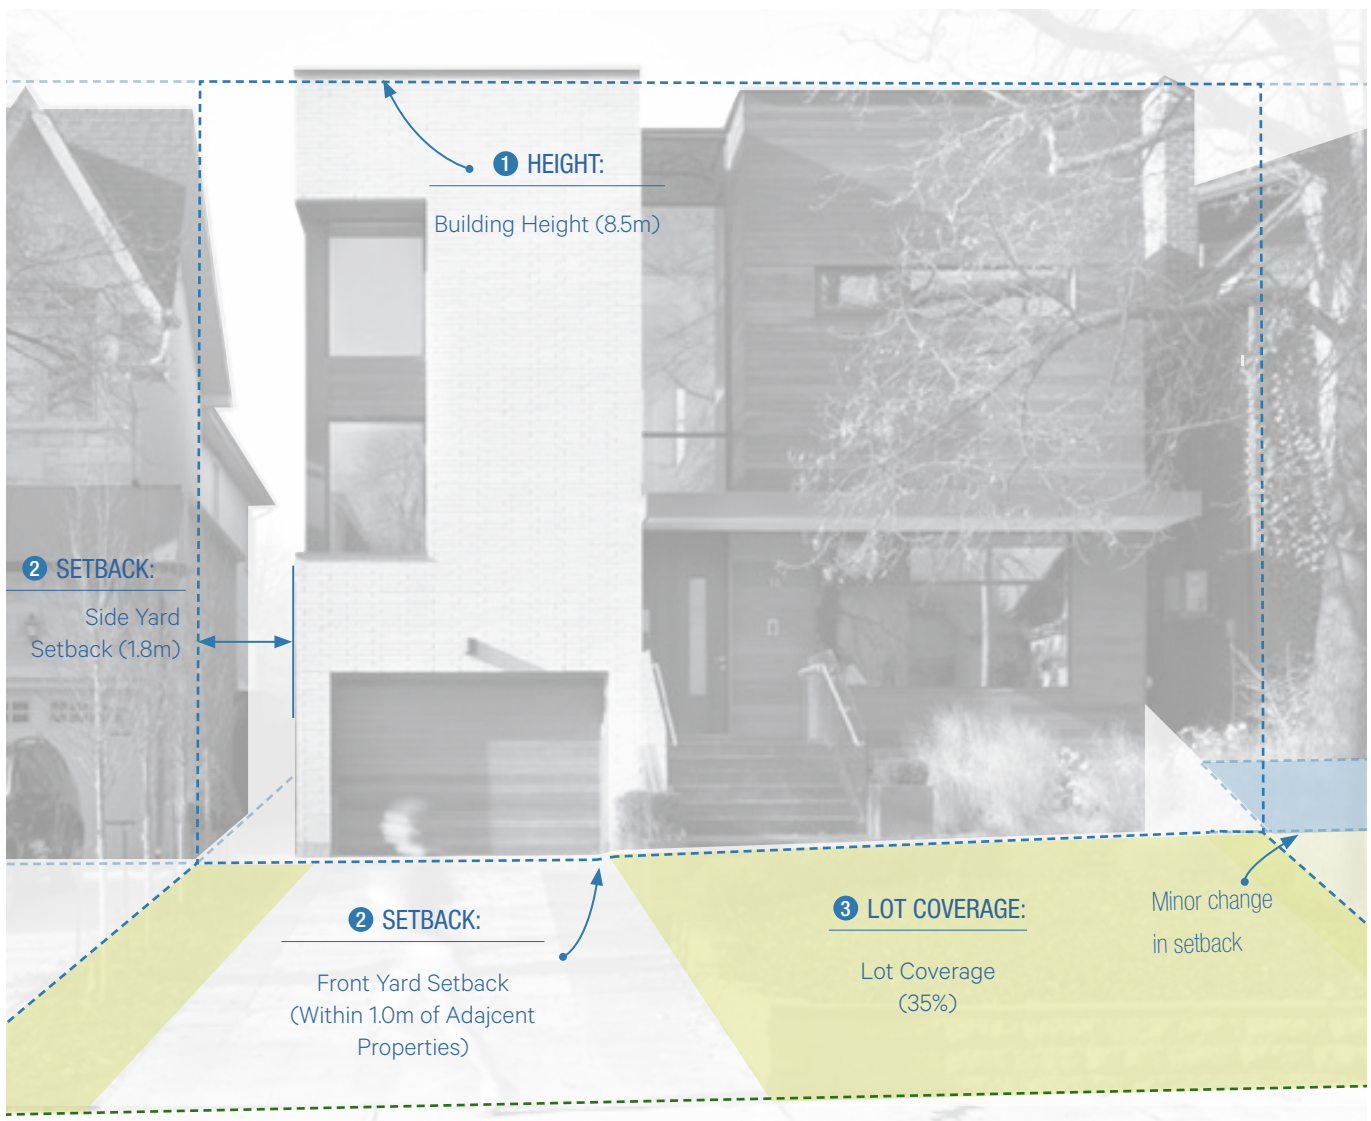 1 HEIGHT:
Building Height (8.5m)
2 SETBACK:
Side Yard
Setback (1.8m)
2 SETBACK:
Front Yard Setback
(Within 1.0m of Adajcent
Properties)
3 LOT COVERAGE:
Lot Coverage
(35%)
Minor change
in setback